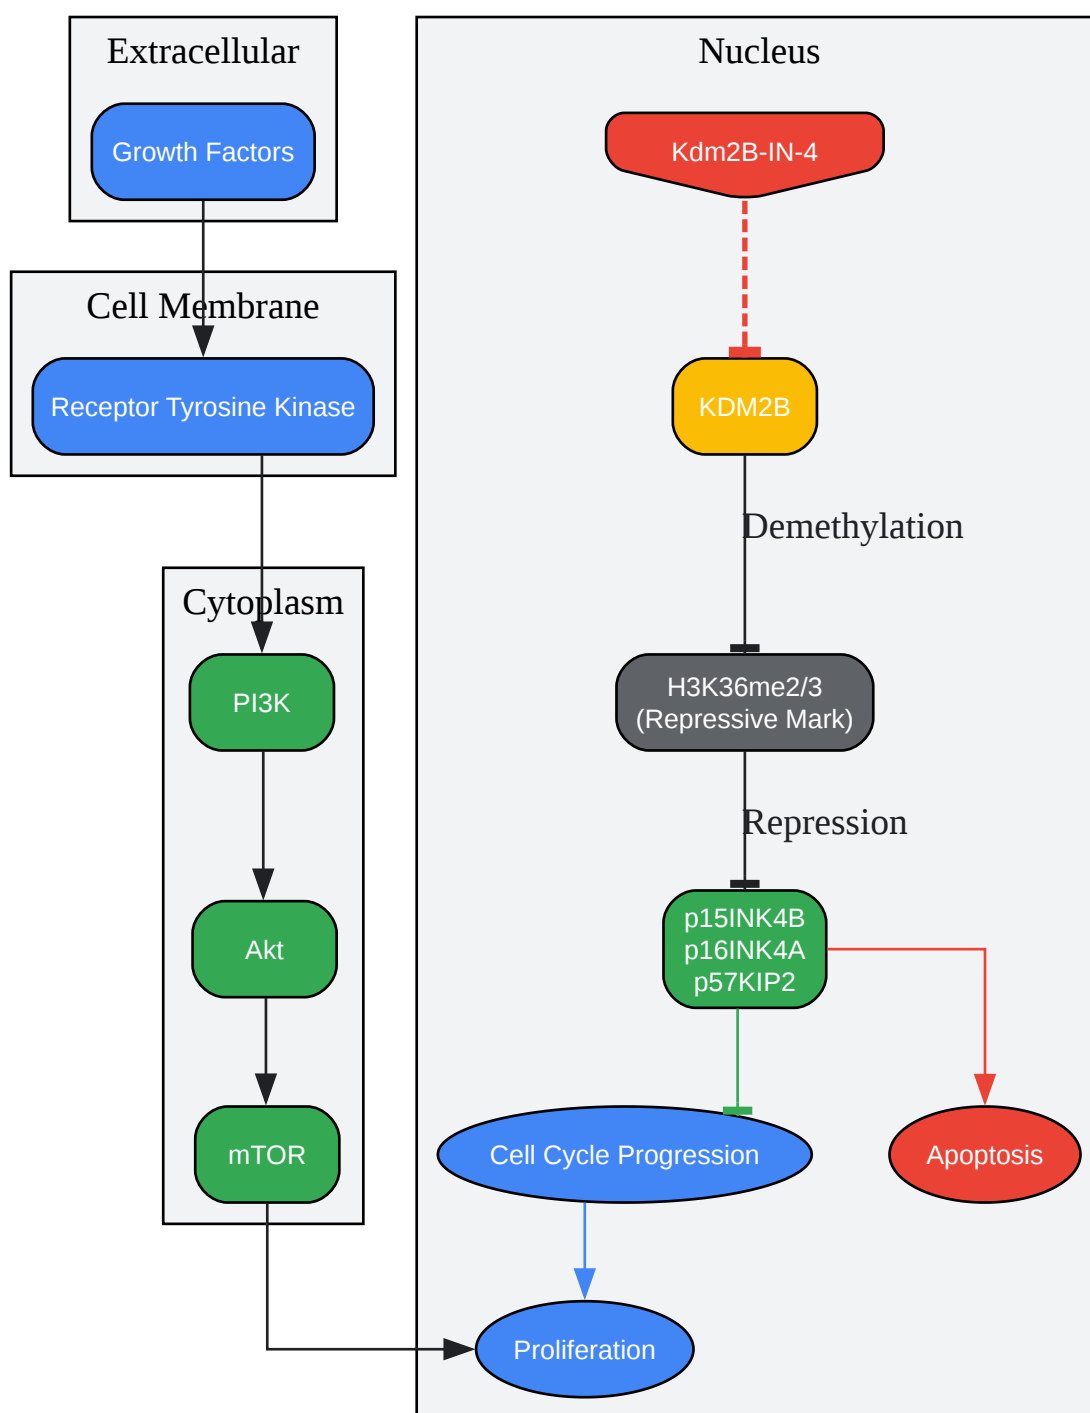 Extracellular
Growth Factors
Cell Membrane
Receptor Tyrosine Kinase
Cytoplasm
PI3K
Akt
mTOR
Nucleus
Kdm2B-IN-4
KDM2B
Demethylation
H3K36me2/3
(Repressive Mark)
Repression
p15INK4B
p16INK4A
p57KIP2
Cell Cycle Progression
Apoptosis
Proliferation